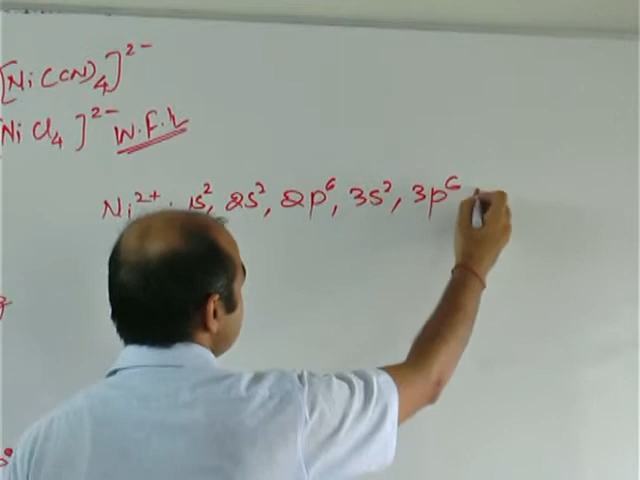 [Ni(CN)4]²⁻
NiCl4]²⁻ W.F.L
Ni²⁺: 1s², 2s², 2p⁶, 3s², 3p⁶